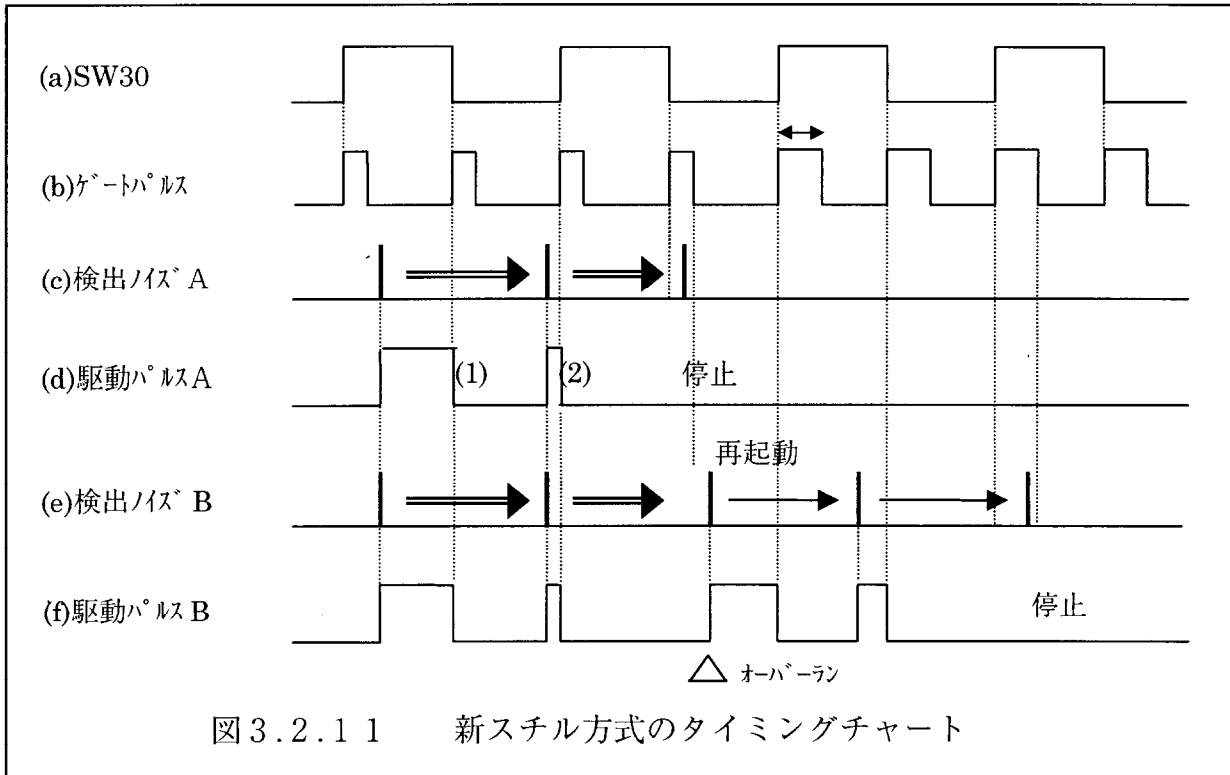 (a)SW30
(b)ｹﾞｰﾄﾊﾟﾙｽ
(c)検出ﾉｲｽﾞA
(d)駆動ﾊﾟﾙｽA
(1)
(2)
停止
再起動
(e)検出ﾉｲｽﾞB
(f)駆動ﾊﾟﾙｽB
停止
△ ｵｰﾊﾞｰﾗﾝ
図3.2.11 新スチル方式のタイミングチャート